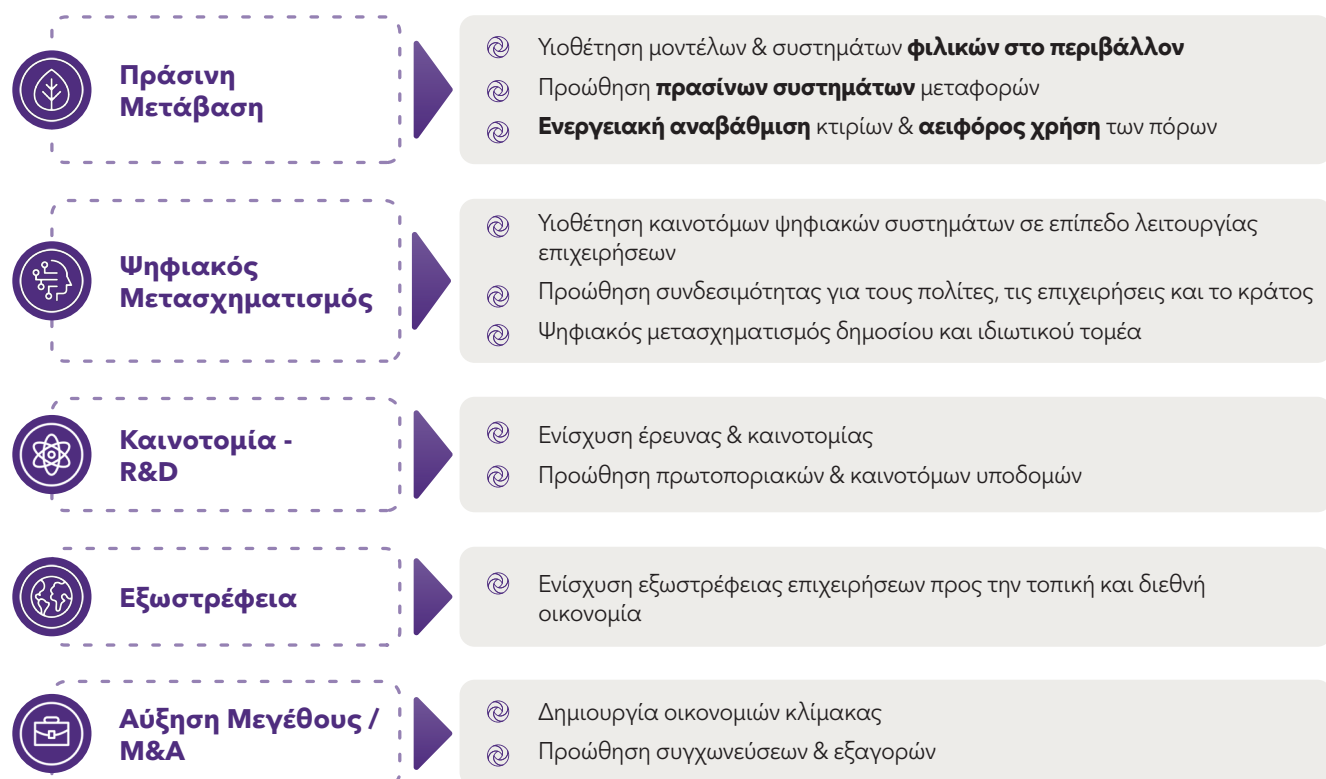 Πράσινη
Μετάβαση
Υιοθέτηση μοντέλων & συστημάτων φιλικών στο περιβάλλον
Προώθηση πρασίνων συστημάτων μεταφορών
Ενεργειακή αναβάθμιση κτιρίων & αειφόρος χρήση των πόρων
Ψηφιακός
Μετασχηματισμός
Υιοθέτηση καινοτόμων ψηφιακών συστημάτων σε επίπεδο λειτουργίας
επιχειρήσεων
Προώθηση συνδεσιμότητας για τους πολίτες, τις επιχειρήσεις και το κράτος
Ψηφιακός μετασχηματισμός δημοσίου και ιδιωτικού τομέα
Καινοτομία -
R&D
Ενίσχυση έρευνας & καινοτομίας
Προώθηση πρωτοποριακών & καινοτόμων υποδομών
Εξωστρέφεια
Ενίσχυση εξωστρέφειας επιχειρήσεων προς την τοπική και διεθνή
οικονομία
Αύξηση Μεγέθους /
M&A
Δημιουργία οικονομιών κλίμακας
Προώθηση συγχωνεύσεων & εξαγορών